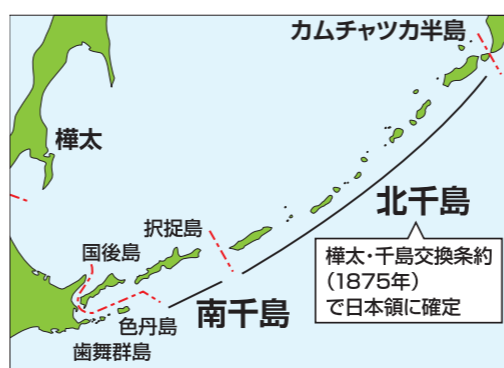 カムチャツカ半島
樺太
北千島
択捉島
国後島
樺太・千島交換条約
(1875年)
で日本領に確定
南千島
色丹島
歯舞群島